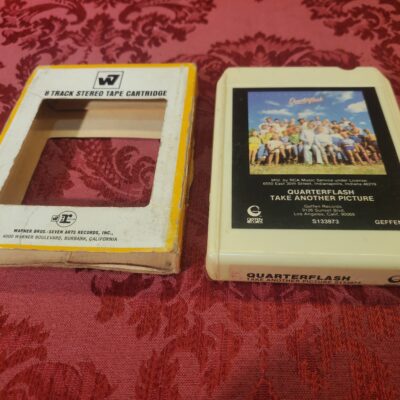 W
8 TRACK STEREO TAPE CARTRIDGE
WARNER BROS.-SEVEN ARTS RECORDS, INC.
4000 WARNER BOULEVARD, BURBANK, CALIFORNIA
Quarterflash
Mfd. by RCA Music Service under License
6550 East 30th Street, Indianapolis, Indiana 46219
QUARTERFLASH
TAKE ANOTHER PICTURE
Geffen Records
9126 Sunset Blvd.
Los Angeles, Calif. 90069
GEFFEN
S133873
GEFFEN
QUARTERFLASH
TAKE ANOTHER PICTURE